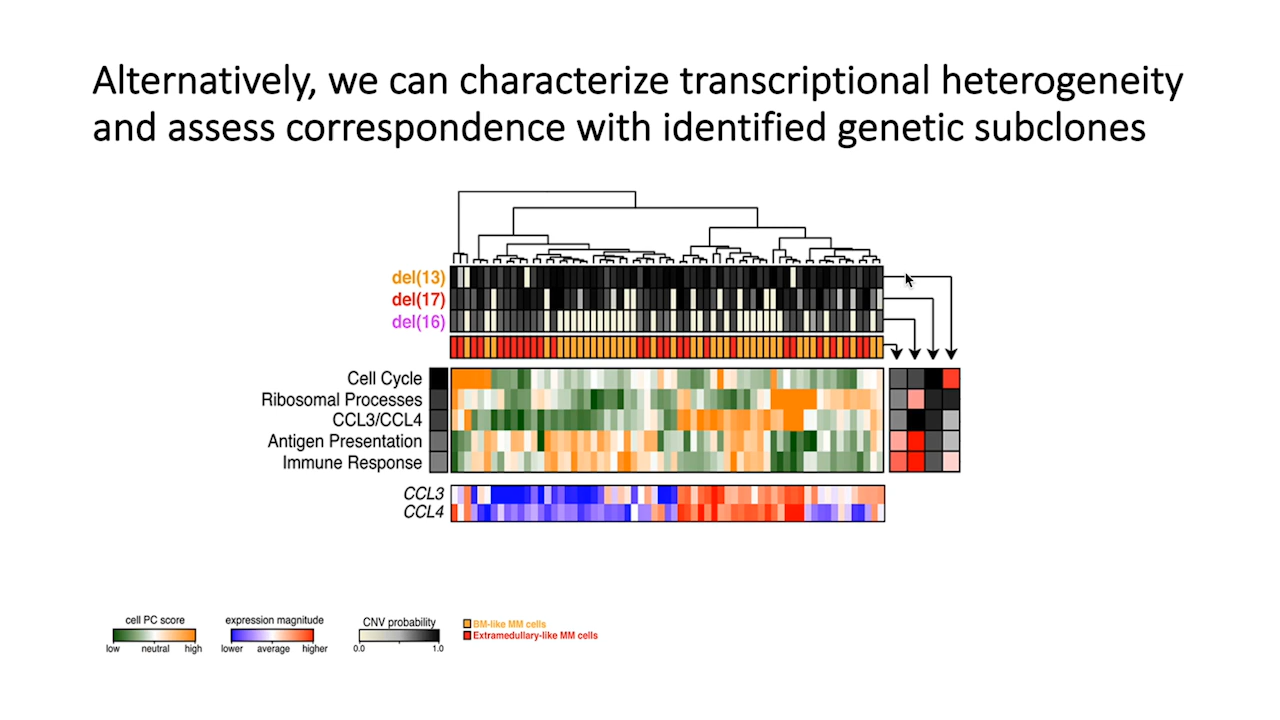 Alternatively, we can characterize transcriptional heterogeneity
and assess correspondence with identified genetic subclones
del(13)
del(17)
del(16)
Cell Cycle
Ribosomal Processes
CCL3/CCL4
Antigen Presentation
Immune Response
CCL3
CCL4
cell PC score
low neutral high
expression magnitude
lower average higher
CNV probability
0.0 1.0
BM-like MM cells
Extramedullary-like MM cells